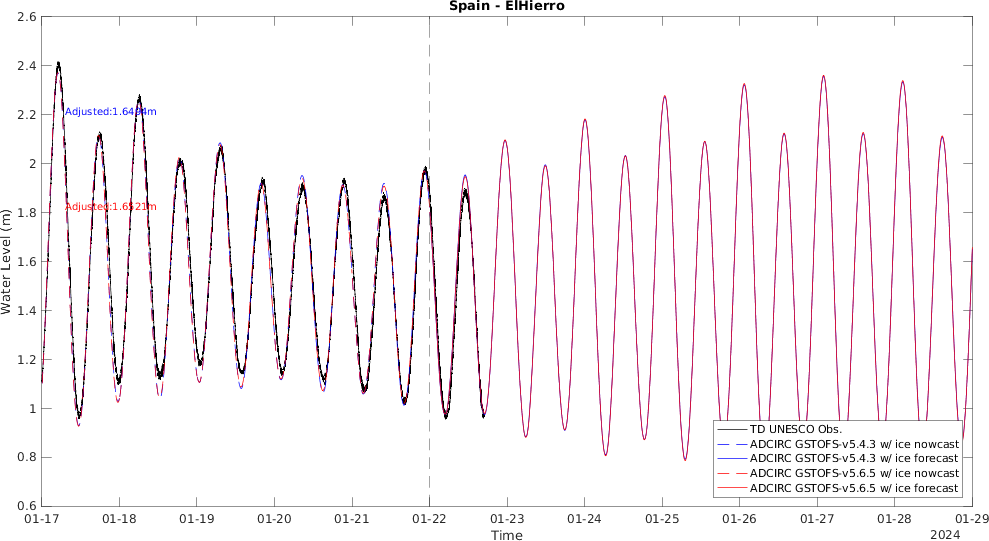 Spain - ElHierro
2.6
2.4
2.2
2
1.8
1.6
1.4
1.2
1
0.8
0.6
Water Level (m)
Adjusted:1.6494m
Adjusted:1.6521m
TD UNESCO Obs.
ADCIRC GSTOFS-v5.4.3 w/ ice nowcast
ADCIRC GSTOFS-v5.4.3 w/ ice forecast
ADCIRC GSTOFS-v5.6.5 w/ ice nowcast
ADCIRC GSTOFS-v5.6.5 w/ ice forecast
01-17 01-18 01-19 01-20 01-21 01-22 01-23 01-24 01-25 01-26 01-27 01-28 01-29
Time
2024